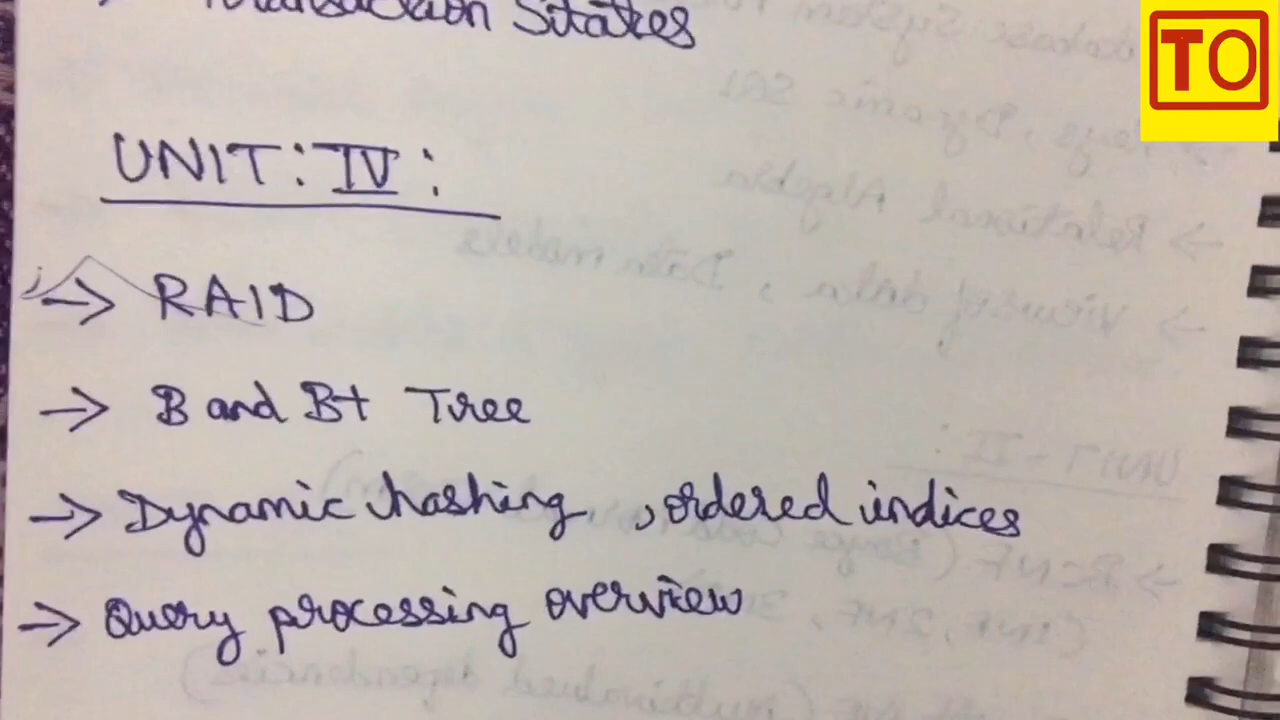 Transaction States
TO
UNIT: IV :
→ RAID
→ B and B+ Tree
→ Dynamic hashing , ordered indices
→ Query processing overview